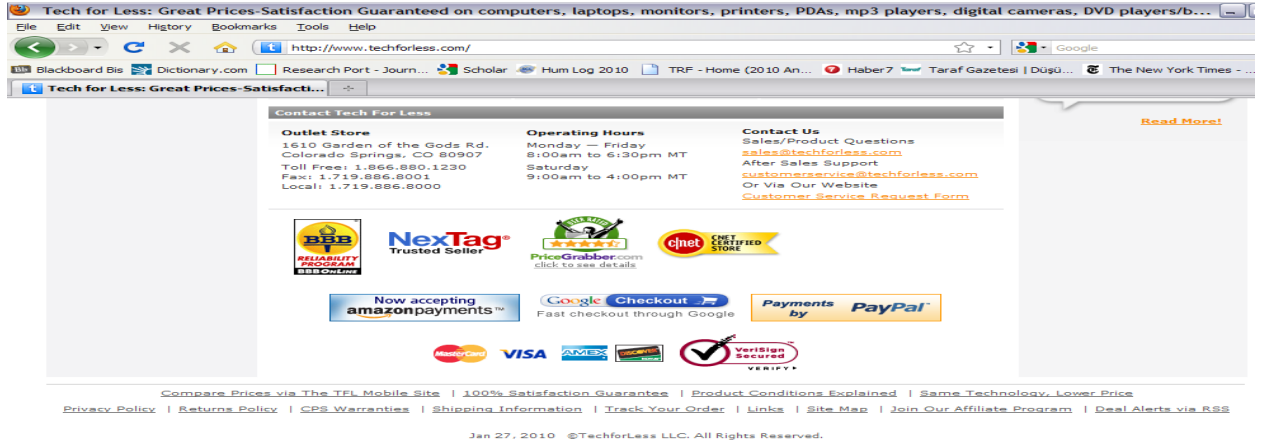 Tech for Less: Great Prices-Satisfaction Guaranteed on computers, laptops, monitors, printers, PDAs, mp3 players, digital cameras, DVD players/b...
File Edit View History Bookmarks Tools Help
http://www.techforless.com/
Google
Bb Blackboard Bis Dictionary.com Research Port - Journ... Scholar Hum Log 2010 TRF - Home (2010 An... Haber7 Taraf Gazetesi | Düşü... The New York Times - ...
t Tech for Less: Great Prices-Satisfacti...
Contact Tech For Less
Read More!
Outlet Store
1610 Garden of the Gods Rd.
Colorado Springs, CO 80907
Toll Free: 1.866.880.1230
Fax: 1.719.886.8001
Local: 1.719.886.8000
Operating Hours
Monday — Friday
8:00am to 6:30pm MT
Saturday
9:00am to 4:00pm MT
Contact Us
Sales/Product Questions
sales@techforless.com
After Sales Support
customerservice@techforless.com
Or Via Our Website
Customer Service Request Form
BBB
RELIABILITY
PROGRAM
BBBOnLine
NexTag®
Trusted Seller
USER RATED
PriceGrabber.com
click to see details
c|net
CNET
CERTIFIED
STORE
Now accepting
amazonpayments™
Google Checkout
Fast checkout through Google
Payments
by
PayPal™
MasterCard
VISA
AMEX
DISCOVER
VeriSign
Secured
VERIFY
Compare Prices via The TFL Mobile Site | 100% Satisfaction Guarantee | Product Conditions Explained | Same Technology, Lower Price
Privacy Policy | Returns Policy | CPS Warranties | Shipping Information | Track Your Order | Links | Site Map | Join Our Affiliate Program | Deal Alerts via RSS
Jan 27, 2010 ©TechforLess LLC. All Rights Reserved.